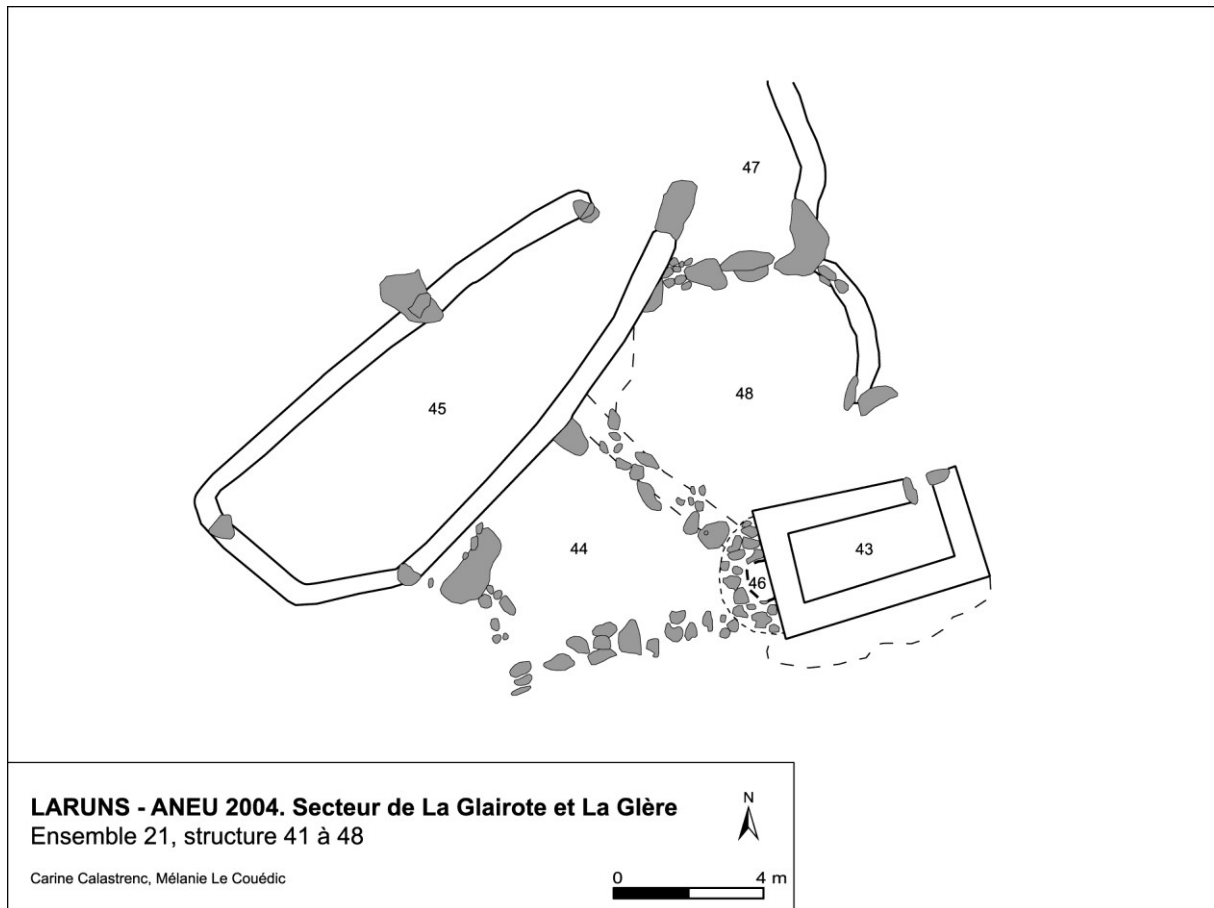 47
45
48
44
43
46
LARUNS - ANEU 2004. Secteur de La Glairote et La Glère
Ensemble 21, structure 41 à 48
Carine Calastrenc, Mélanie Le Couédic
N
0 4 m